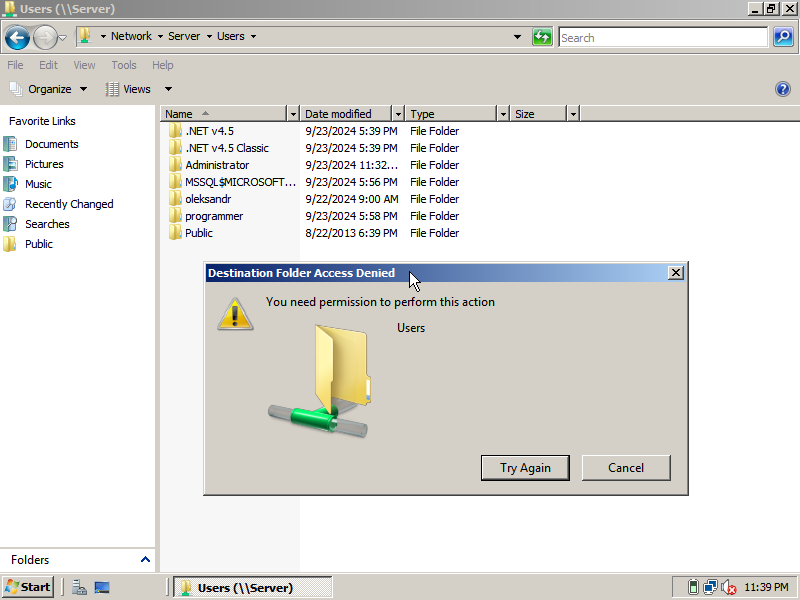 Users (\\Server)
Network Server Users
Search
File Edit View Tools Help
Organize Views
Favorite Links
Documents
Pictures
Music
Recently Changed
Searches
Public
Folders
Name Date modified Type Size
.NET v4.5 9/23/2024 5:39 PM File Folder
.NET v4.5 Classic 9/23/2024 5:39 PM File Folder
Administrator 9/23/2024 11:32... File Folder
MSSQL$MICROSOFT... 9/23/2024 5:56 PM File Folder
oleksandr 9/22/2024 9:00 AM File Folder
programmer 9/23/2024 5:58 PM File Folder
Public 8/22/2013 6:39 PM File Folder
Destination Folder Access Denied
You need permission to perform this action
Users
Try Again Cancel
Start Users (\\Server) 11:39 PM